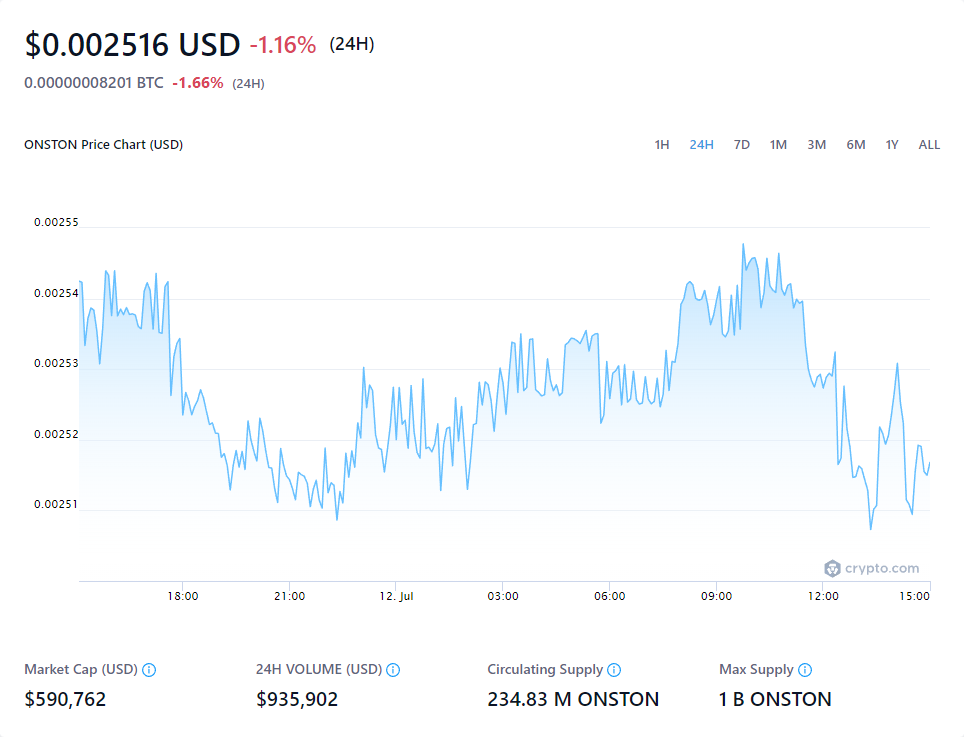 $0.002516 USD -1.16% (24H)
0.00000008201 BTC -1.66% (24H)
ONSTON Price Chart (USD) 1H 24H 7D 1M 3M 6M 1Y ALL
0.00255
0.00254
0.00253
0.00252
0.00251
crypto.com
18:00 21:00 12. Jul 03:00 06:00 09:00 12:00 15:00
Market Cap (USD) 24H VOLUME (USD) Circulating Supply Max Supply
$590,762 $935,902 234.83 M ONSTON 1 B ONSTON